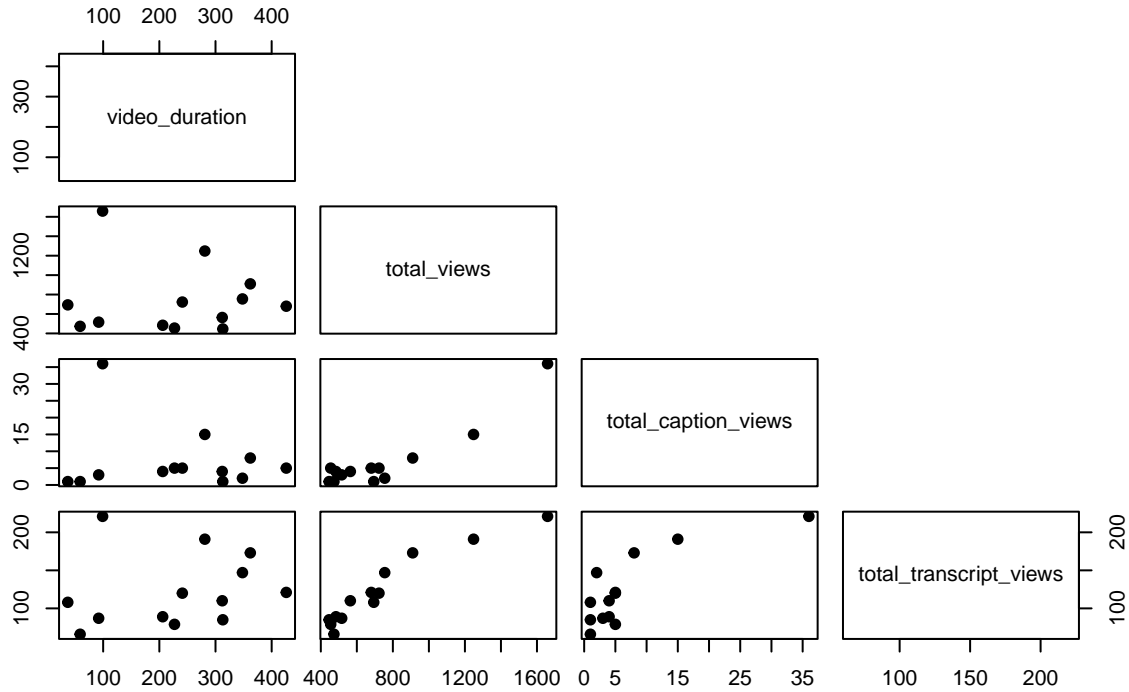 100 200 300 400
100 300
video_duration
400 1200
total_views
0 15 30
total_caption_views
100 200
total_transcript_views
100 200
100 200 300 400
400 800 1200 1600
0 5 15 25 35
100 150 200